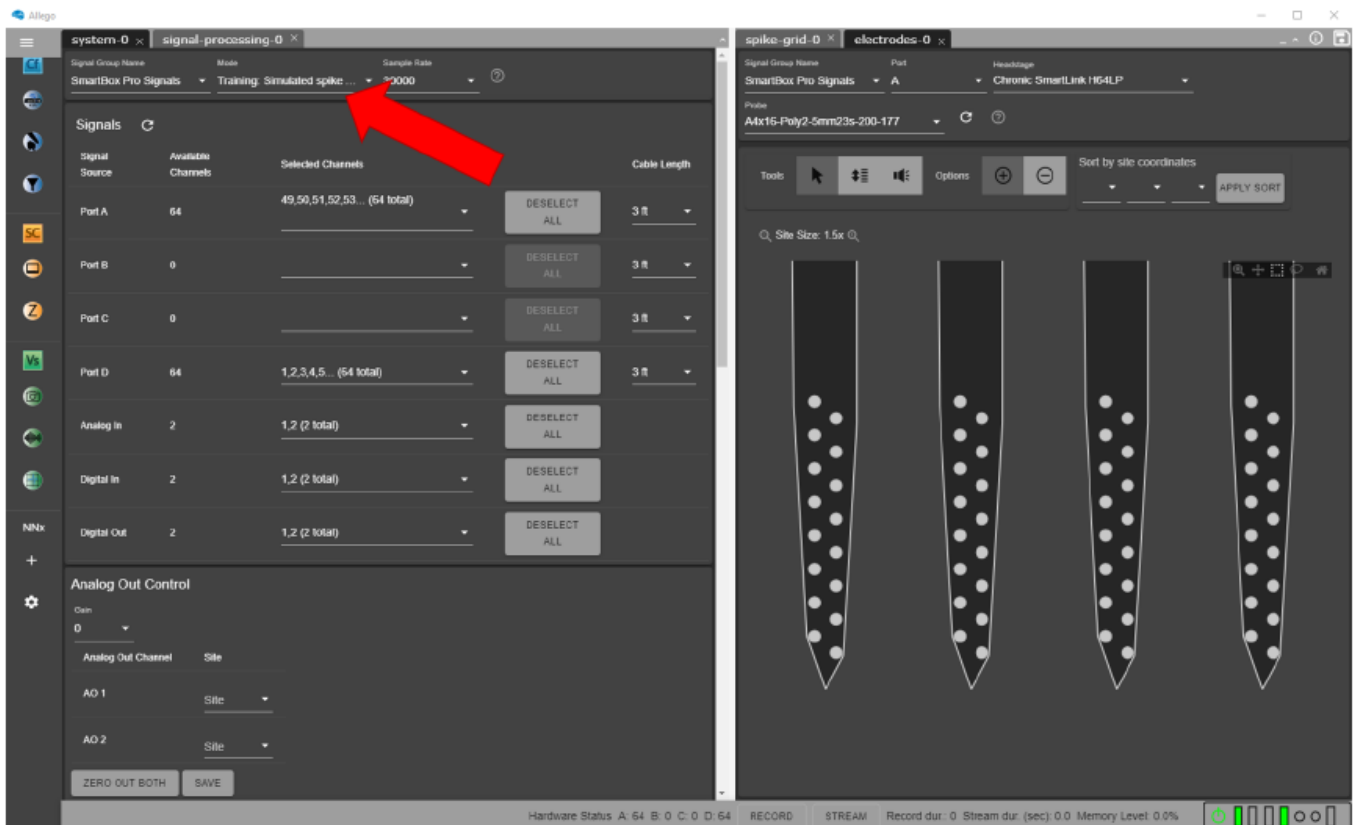 Allego
system-0 × signal-processing-0 ×
spike-grid-0 × electrodes-0 ×
Signal Group Name Mode Sample Rate
SmartBox Pro Signals Training: Simulated spike ... 30000
Signals
Signal Source Available Channels Selected Channels Cable Length
Port A 64 49,50,51,52,53... (64 total) DESELECT ALL 3 ft
Port B 0 DESELECT ALL 3 ft
Port C 0 DESELECT ALL 3 ft
Port D 64 1,2,3,4,5... (64 total) DESELECT ALL 3 ft
Analog In 2 1,2 (2 total) DESELECT ALL
Digital In 2 1,2 (2 total) DESELECT ALL
Digital Out 2 1,2 (2 total) DESELECT ALL
Analog Out Control
Gain
0
Analog Out Channel Site
AO 1 Site
AO 2 Site
ZERO OUT BOTH SAVE
Cf
SC
Z
Vs
NNx
Signal Group Name Port Headstage
SmartBox Pro Signals A Chronic SmartLink H64LP
Probe
A4x16-Poly2-5mm23s-200-177
Tools Options Sort by site coordinates
APPLY SORT
Site Size: 1.5x
Hardware Status A: 64 B: 0 C: 0 D: 64 RECORD STREAM Record dur.: 0 Stream dur. (sec): 0.0 Memory Level: 0.0%